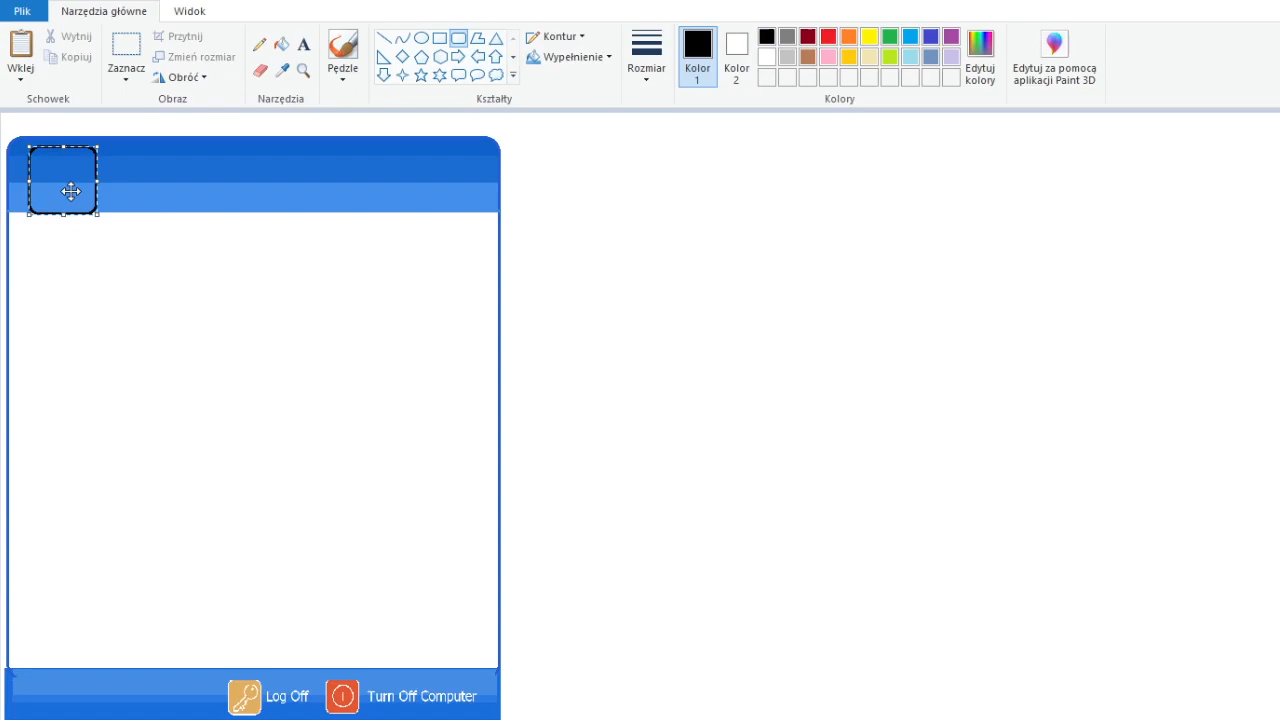 Plik Narzędzia główne Widok
Wklej
Wytnij
Kopiuj
Schowek
Zaznacz
Przytnij
Zmień rozmiar
Obróć
Obraz
A
Narzędzia
Pędzle
Kontur
Wypełnienie
Kształty
Rozmiar
Kolor
1
Kolor
2
Edytuj
kolory
Kolory
Edytuj za pomocą
aplikacji Paint 3D
Log Off
Turn Off Computer